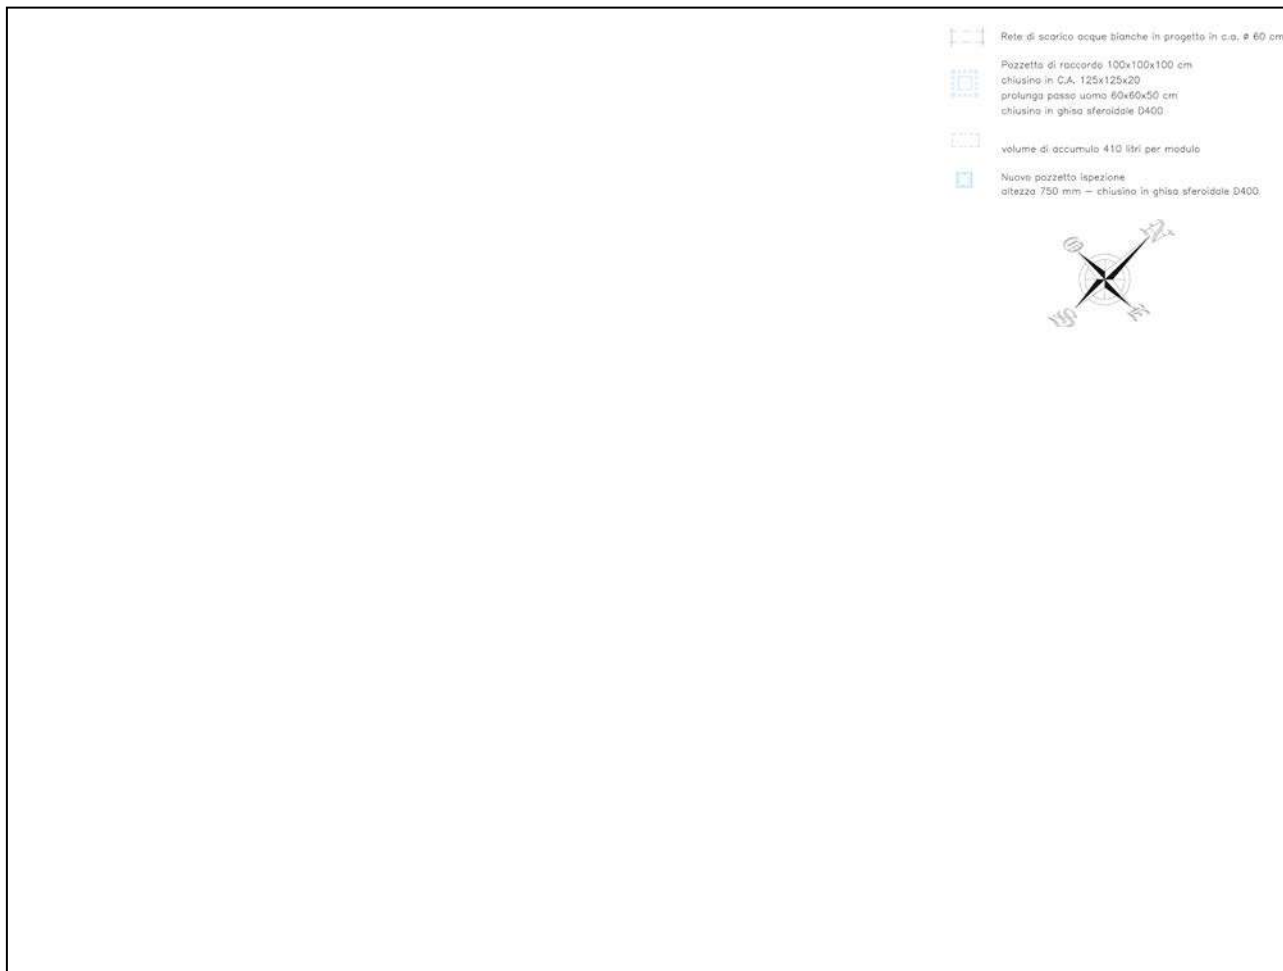 Rete di scarico acque bianche in progetto in c.a. ø 60 cm
Pozzetto di raccordo 100x100x100 cm
chiusino in C.A. 125x125x20
prolunga passo uomo 60x60x50 cm
chiusino in ghisa sferoidale D400
volume di accumulo 410 litri per modulo
Nuovo pozzetto ispezione
altezza 750 mm – chiusino in ghisa sferoidale D400.